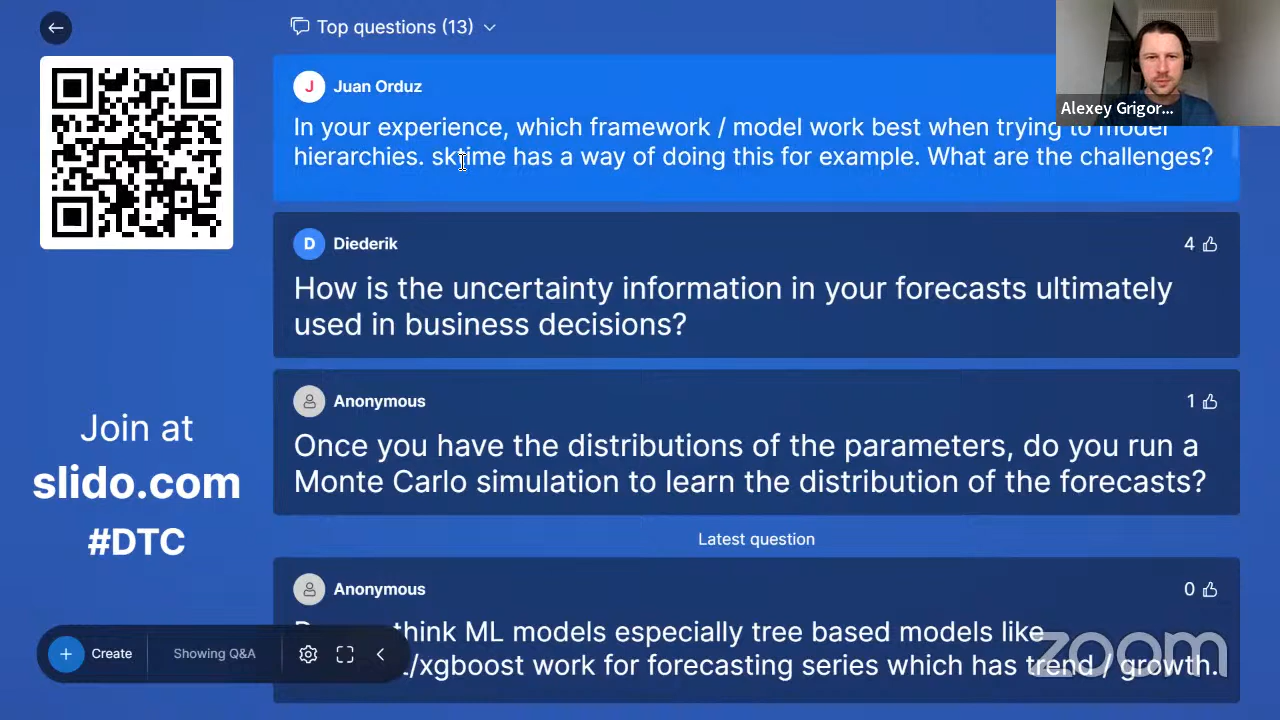 Top questions (13)
J Juan Orduz
In your experience, which framework / model work best when trying to model
hierarchies. sktime has a way of doing this for example. What are the challenges?
Alexey Grigor...
D Diederik
4
How is the uncertainty information in your forecasts ultimately
used in business decisions?
Anonymous
1
Once you have the distributions of the parameters, do you run a
Monte Carlo simulation to learn the distribution of the forecasts?
Latest question
Anonymous
0
think ML models especially tree based models like
/xgboost work for forecasting series which has trend / growth.
Join at
slido.com
#DTC
+ Create
Showing Q&A
zoom